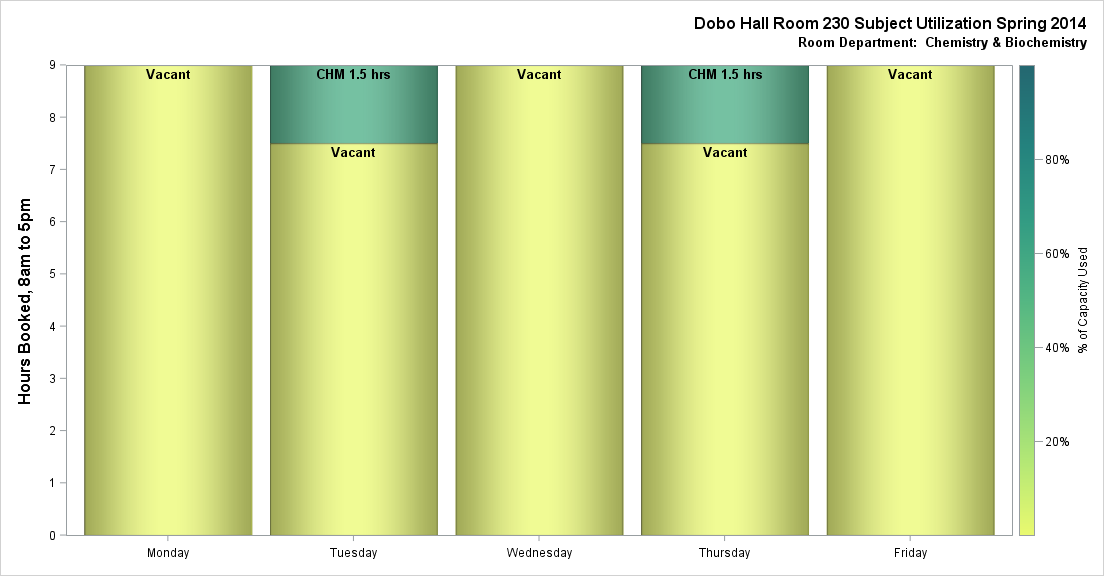 Dobo Hall Room 230 Subject Utilization Spring 2014
Room Department:  Chemistry & Biochemistry
Hours Booked, 8am to 5pm
9
8
7
6
5
4
3
2
1
0
Vacant
CHM 1.5 hrs
Vacant
Vacant
CHM 1.5 hrs
Vacant
Vacant
Monday
Tuesday
Wednesday
Thursday
Friday
80%
60%
40%
20%
% of Capacity Used